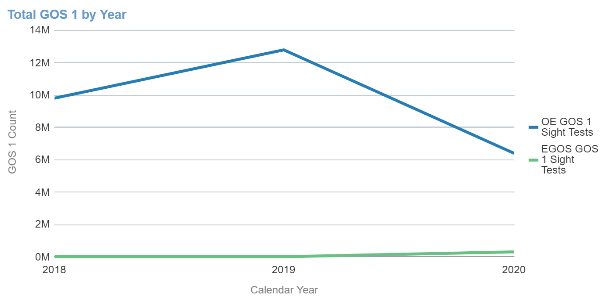 Total GOS 1 by Year
14M
12M
10M
8M
6M
4M
2M
0M
GOS 1 Count
2018
2019
2020
Calendar Year
OE GOS 1
Sight Tests
EGOS GOS
1 Sight
Tests